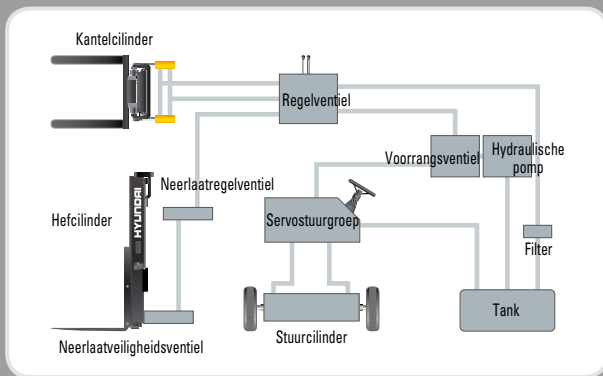 Kantelcilinder
Regelventiel
Voorrangsventiel
Hydraulische
pomp
Neerlaatregelventiel
Hefcilinder
HYUNDAI
Servostuurgroep
Filter
Tank
Stuurcilinder
Neerlaatveiligheidsventiel